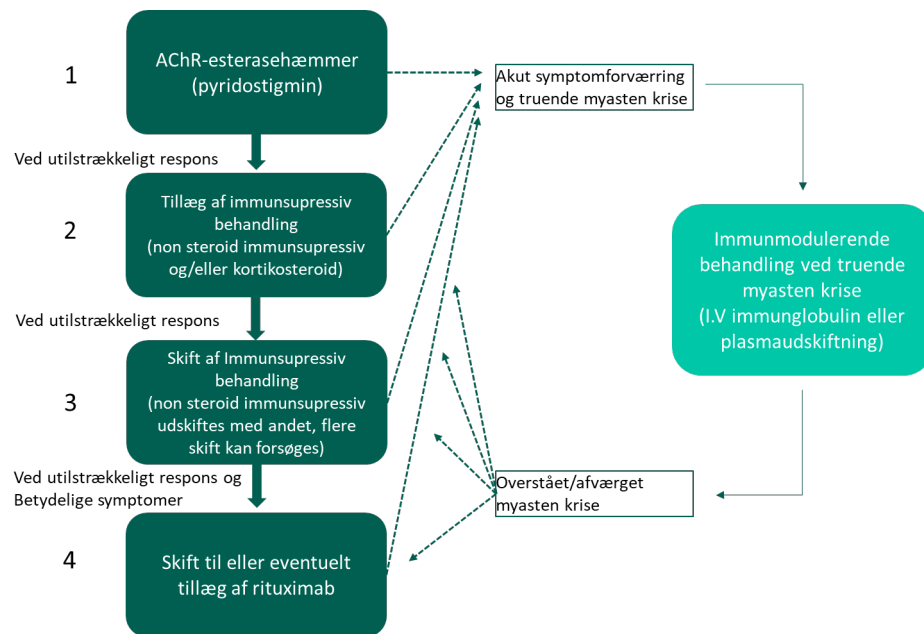 1
AChR-esterasehæmmer
(pyridostigmin)
Ved utilstrækkeligt respons
2
Tillæg af immunsupressiv
behandling
(non steroid immunsupressiv
og/eller kortikosteroid)
Ved utilstrækkeligt respons
3
Skift af Immunsupressiv
behandling
(non steroid immunsupressiv
udskiftes med andet, flere
skift kan forsøges)
Ved utilstrækkeligt respons og
Betydelige symptomer
4
Skift til eller eventuelt
tillæg af rituximab
Akut symptomforværring
og truende myasten krise
Immunmodulerende
behandling ved truende
myasten krise
(I.V immunglobulin eller
plasmaudskiftning)
Overstået/afværget
myasten krise